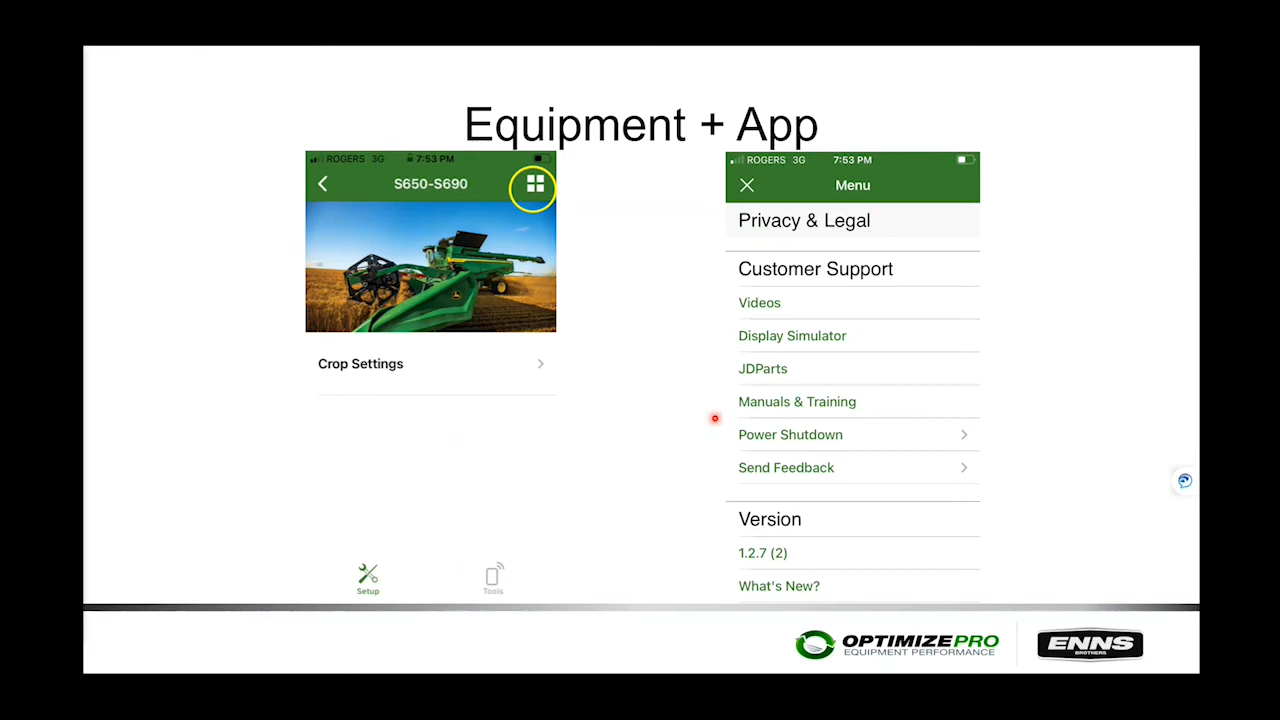 Equipment + App
ROGERS 3G 7:53 PM
S650-S690
Crop Settings
Setup
Tools
ROGERS 3G 7:53 PM
Menu
Privacy & Legal
Customer Support
Videos
Display Simulator
JDParts
Manuals & Training
Power Shutdown
Send Feedback
Version
1.2.7 (2)
What's New?
OPTIMIZEPRO
EQUIPMENT PERFORMANCE
ENNS
BROTHERS